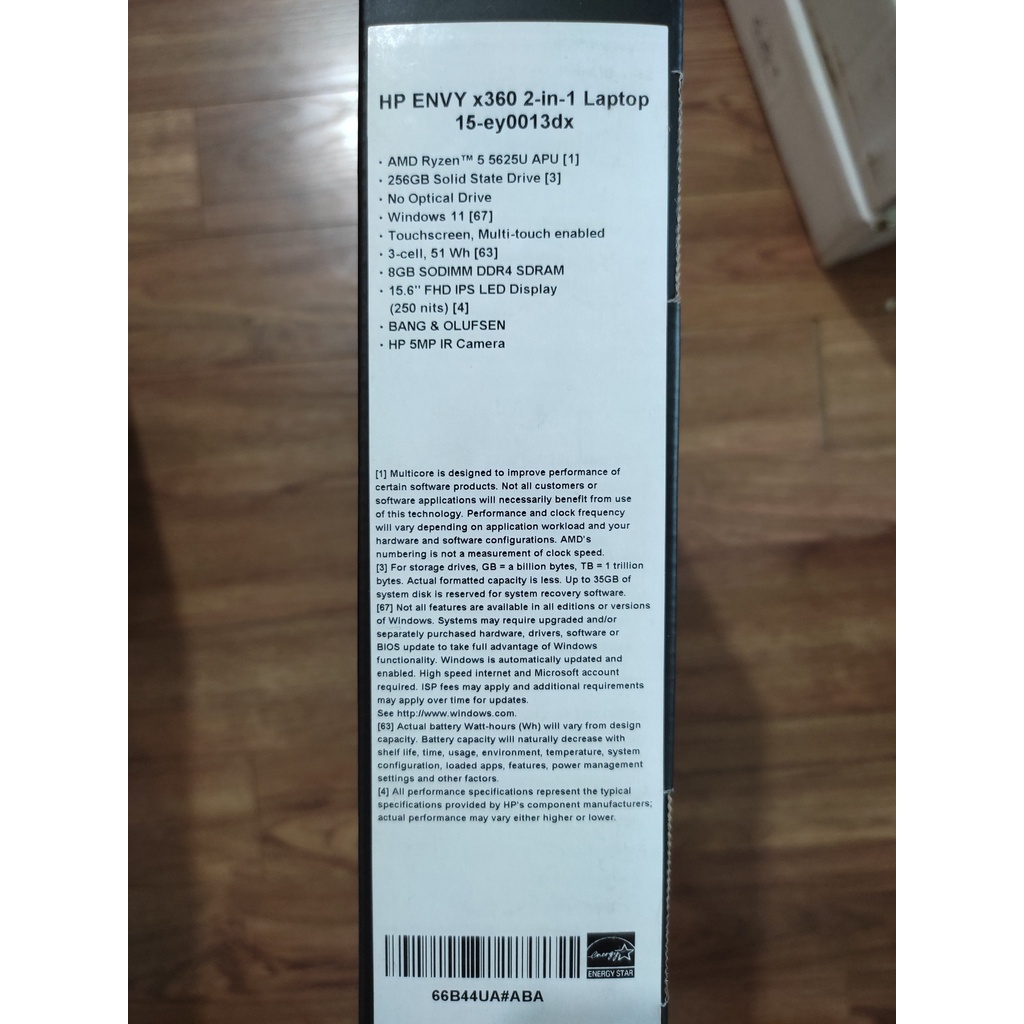 HP ENVY x360 2-in-1 Laptop
15-ey0013dx
· AMD Ryzen™ 5 5625U APU [1]
· 256GB Solid State Drive [3]
· No Optical Drive
· Windows 11 [67]
· Touchscreen, Multi-touch enabled
· 3-cell, 51 Wh [63]
· 8GB SODIMM DDR4 SDRAM
· 15.6" FHD IPS LED Display
(250 nits) [4]
· BANG & OLUFSEN
· HP 5MP IR Camera
[1] Multicore is designed to improve performance of
certain software products. Not all customers or
software applications will necessarily benefit from use
of this technology. Performance and clock frequency
will vary depending on application workload and your
hardware and software configurations. AMD's
numbering is not a measurement of clock speed.
[3] For storage drives, GB = a billion bytes, TB = 1 trillion
bytes. Actual formatted capacity is less. Up to 35GB of
system disk is reserved for system recovery software.
[67] Not all features are available in all editions or versions
of Windows. Systems may require upgraded and/or
separately purchased hardware, drivers, software or
BIOS update to take full advantage of Windows
functionality. Windows is automatically updated and
enabled. High speed internet and Microsoft account
required. ISP fees may apply and additional requirements
may apply over time for updates.
See http://www.windows.com.
[63] Actual battery Watt-hours (Wh) will vary from design
capacity. Battery capacity will naturally decrease with
shelf life, time, usage, environment, temperature, system
configuration, loaded apps, features, power management
settings and other factors.
[4] All performance specifications represent the typical
specifications provided by HP's component manufacturers;
actual performance may vary either higher or lower.
energy
ENERGY STAR
66B44UA#ABA